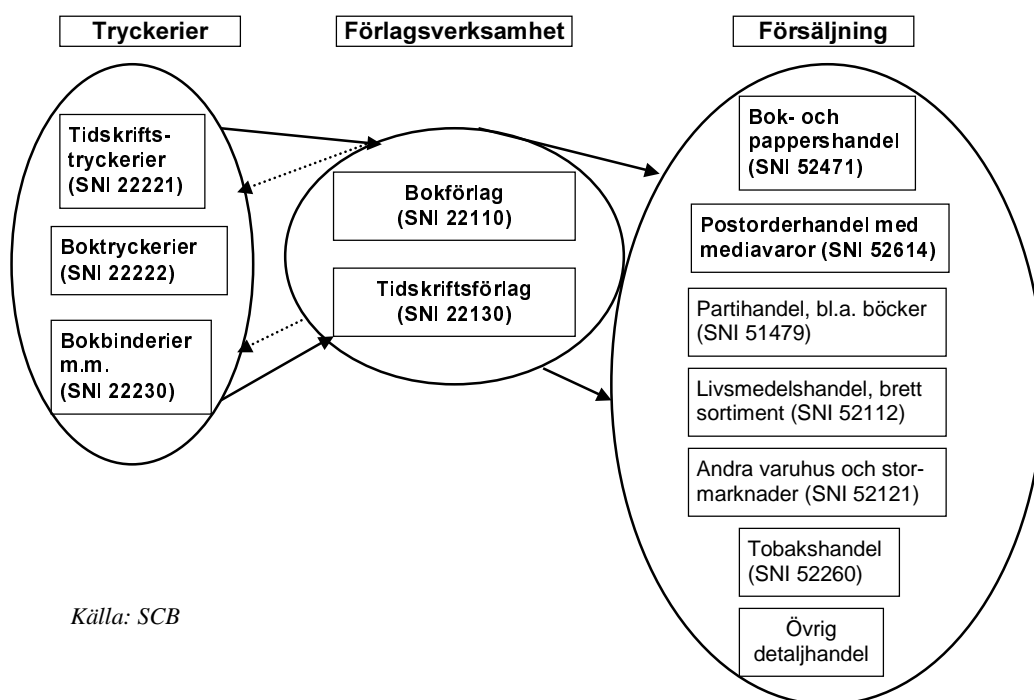 Tryckerier
Förlagsverksamhet
Försäljning
Tidskrifts-
tryckerier
(SNI 22221)
Boktryckerier
(SNI 22222)
Bokbinderier
m.m.
(SNI 22230)
Bokförlag
(SNI 22110)
Tidskriftsförlag
(SNI 22130)
Bok- och
pappershandel
(SNI 52471)
Postorderhandel med
mediavaror (SNI 52614)
Partihandel, bl.a. böcker
(SNI 51479)
Livsmedelshandel, brett
sortiment (SNI 52112)
Andra varuhus och stor-
marknader (SNI 52121)
Tobakshandel
(SNI 52260)
Övrig
detaljhandel
Källa: SCB